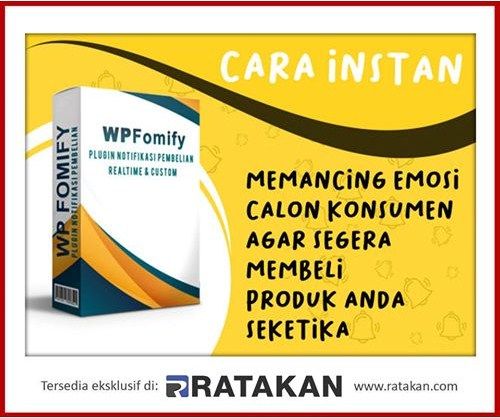 CARA iNSTAN
WPFomify
PLUGIN NOTIFIKASI PEMBELIAN
REALTIME & CUSTOM
WP FOMIFY
PLUGIN NOTIFIKASI PEMBELIAN
MEMANCiNG EMOSi
CALON KONSUMEN
AGAR SEGERA
MEMBELi
PRODUK ANDA
SEKETiKA
Tersedia eksklusif di: RATAKAN www.ratakan.com